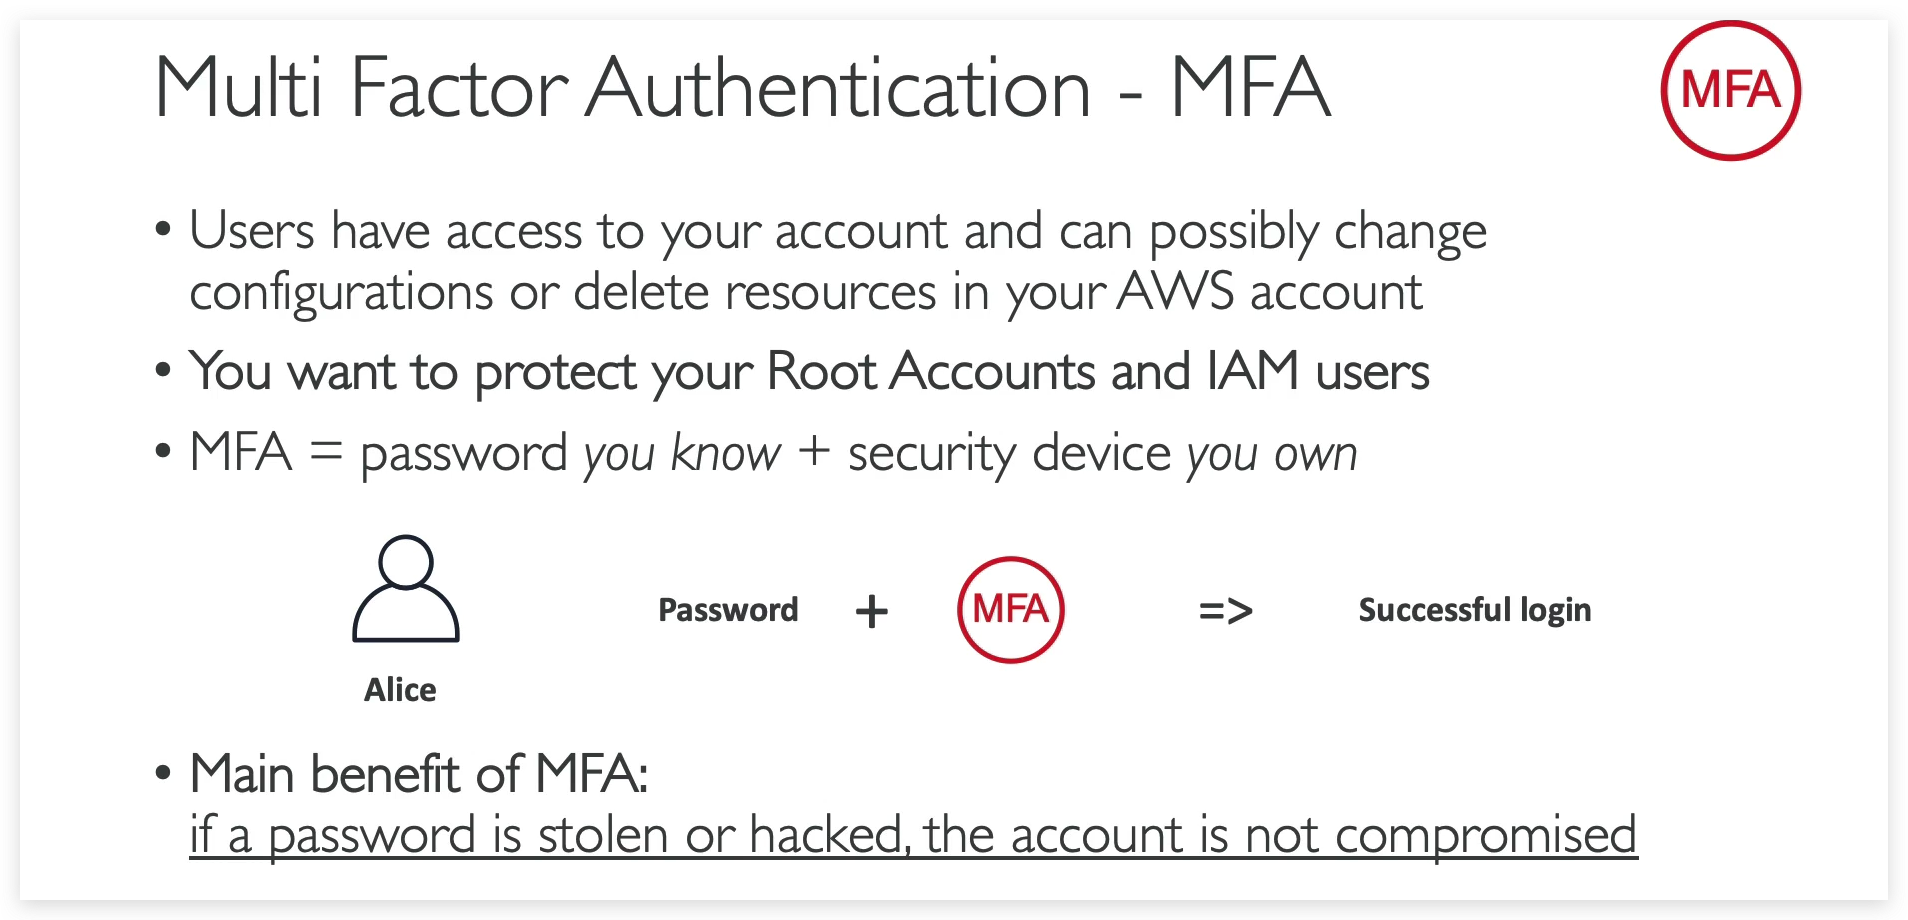 Multi Factor Authentication - MFA
MFA
• Users have access to your account and can possibly change
configurations or delete resources in your AWS account
• You want to protect your Root Accounts and IAM users
• MFA = password you know + security device you own
Password + MFA => Successful login
Alice
• Main benefit of MFA:
if a password is stolen or hacked, the account is not compromised